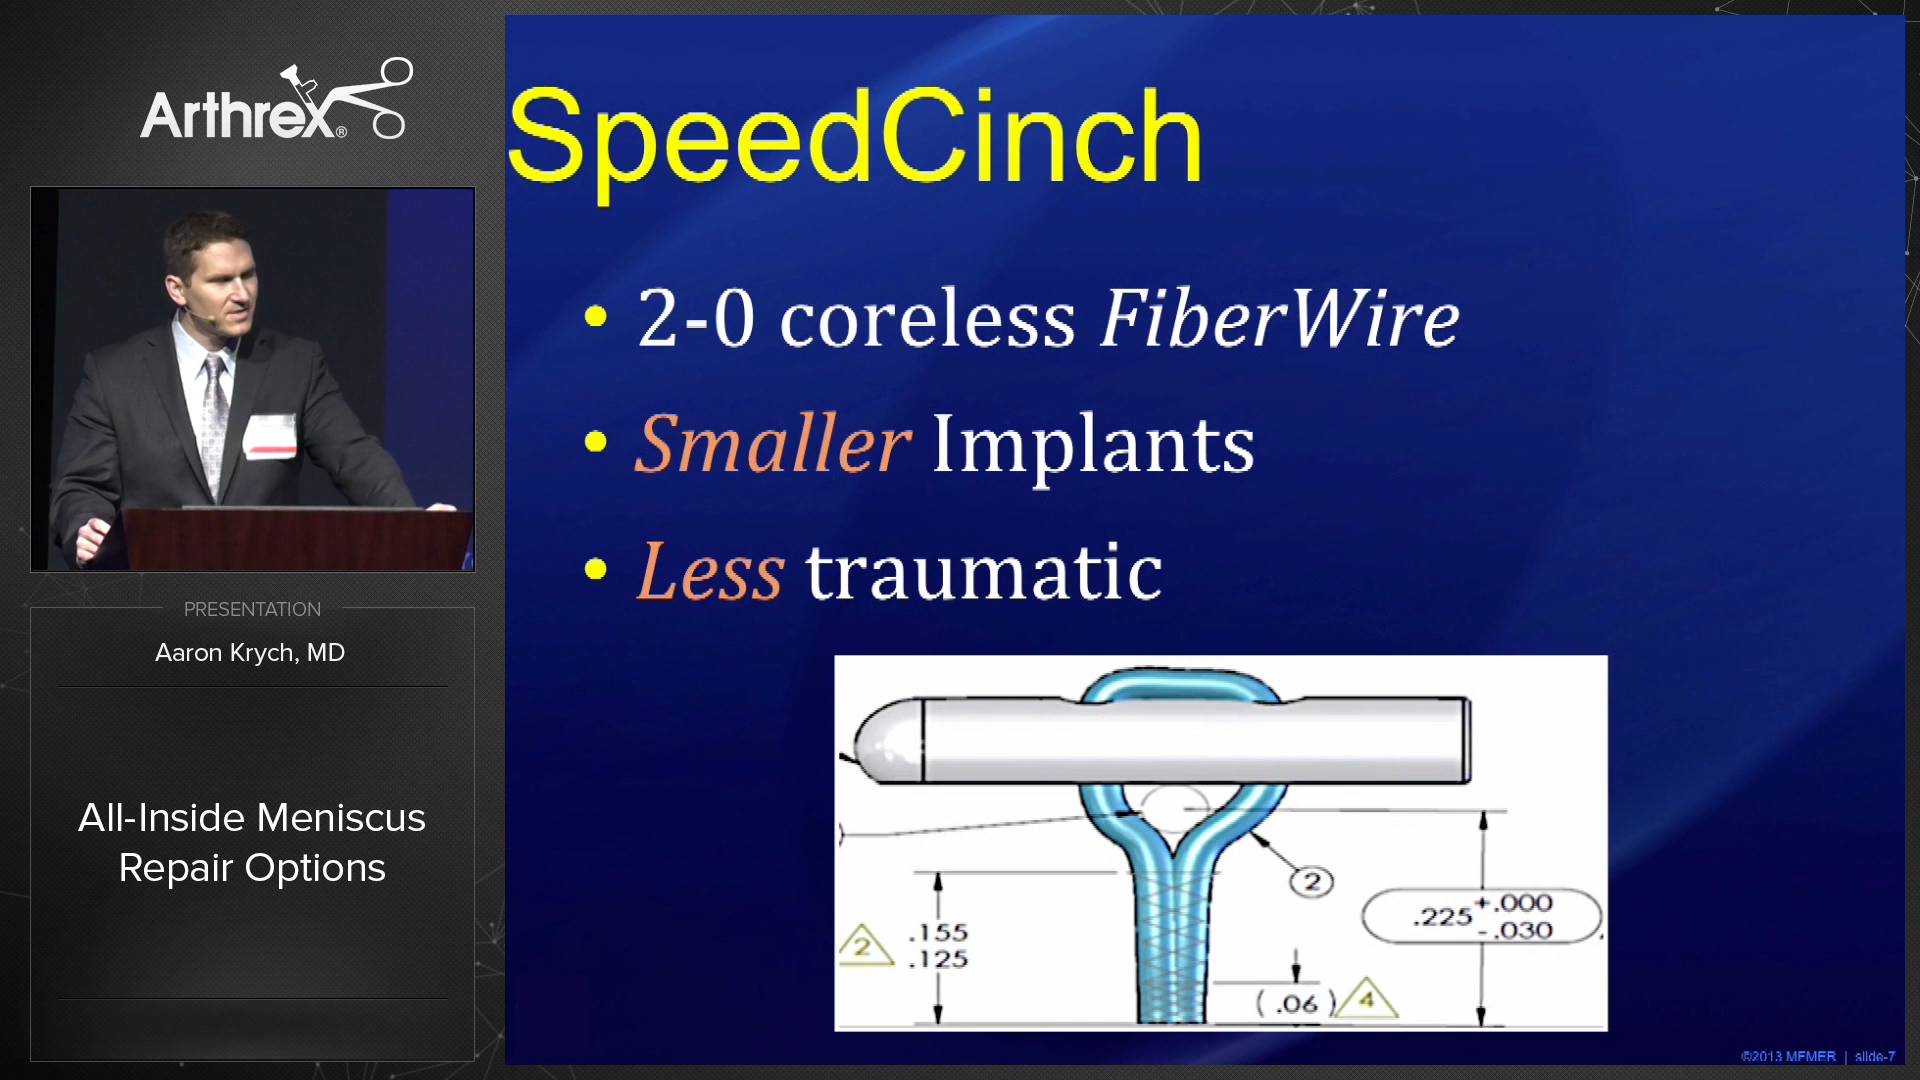 Arthrex®
PRESENTATION
Aaron Krych, MD
All-Inside Meniscus
Repair Options
SpeedCinch
• 2-0 coreless FiberWire
• Smaller Implants
• Less traumatic
2
.225 +.000
-.030
2 .155
.125
(.06) 4
©2013 MFMER | slide-7